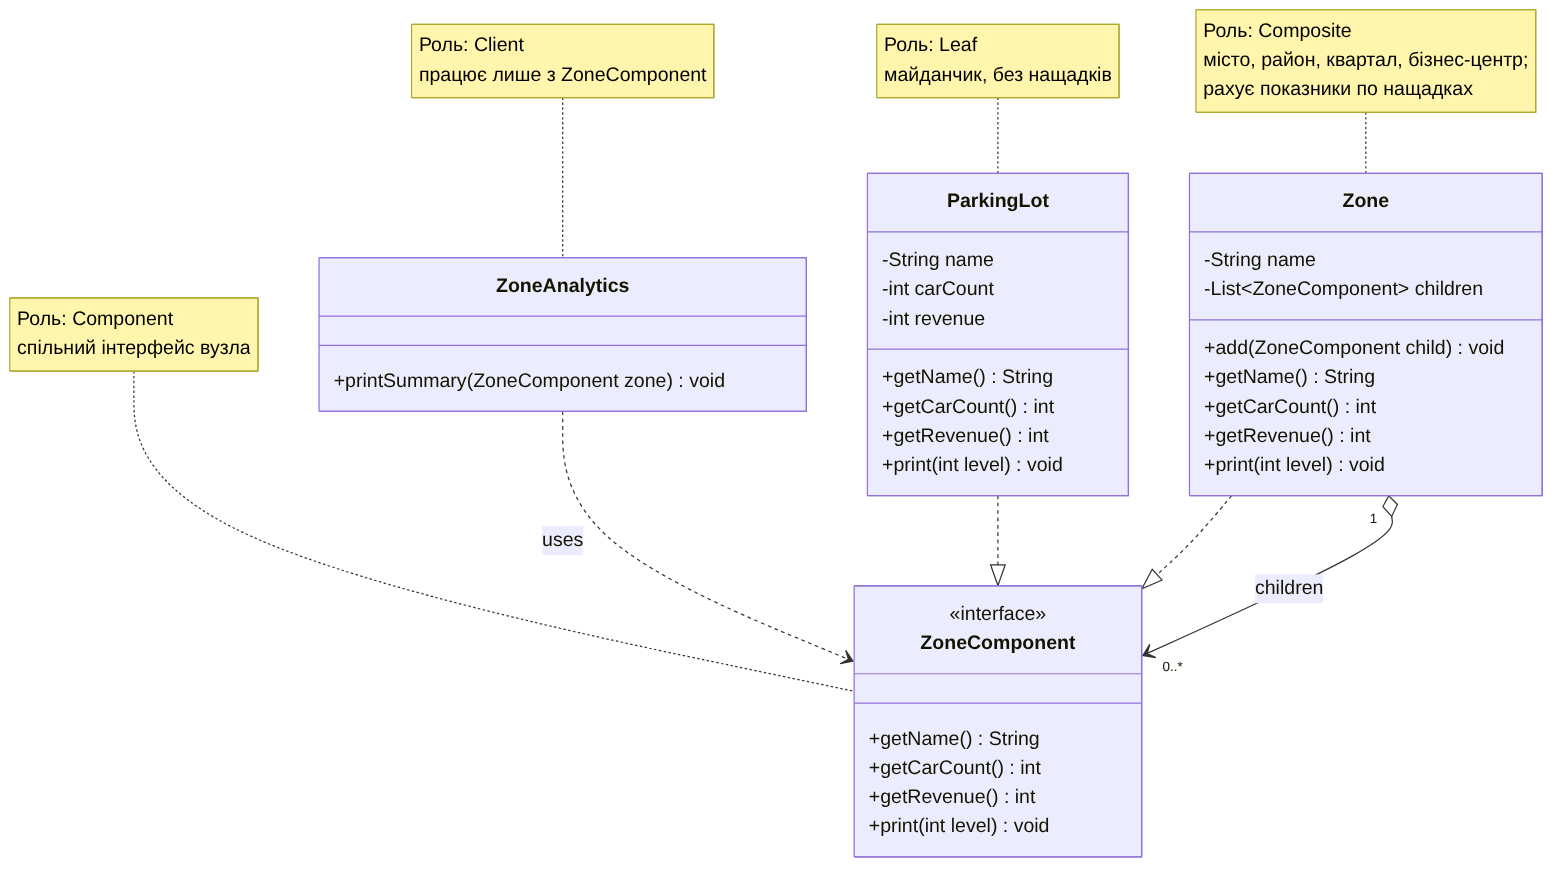 Роль: Client
працює лише з ZoneComponent
Роль: Leaf
майданчик, без нащадків
Роль: Composite
місто, район, квартал, бізнес-центр;
рахує показники по нащадках
Роль: Component
спільний інтерфейс вузла
ZoneAnalytics
+printSummary(ZoneComponent zone) : void
ParkingLot
-String name
-int carCount
-int revenue
+getName() : String
+getCarCount() : int
+getRevenue() : int
+print(int level) : void
Zone
-String name
-List<ZoneComponent> children
+add(ZoneComponent child) : void
+getName() : String
+getCarCount() : int
+getRevenue() : int
+print(int level) : void
uses
1
children
0..*
«interface»
ZoneComponent
+getName() : String
+getCarCount() : int
+getRevenue() : int
+print(int level) : void